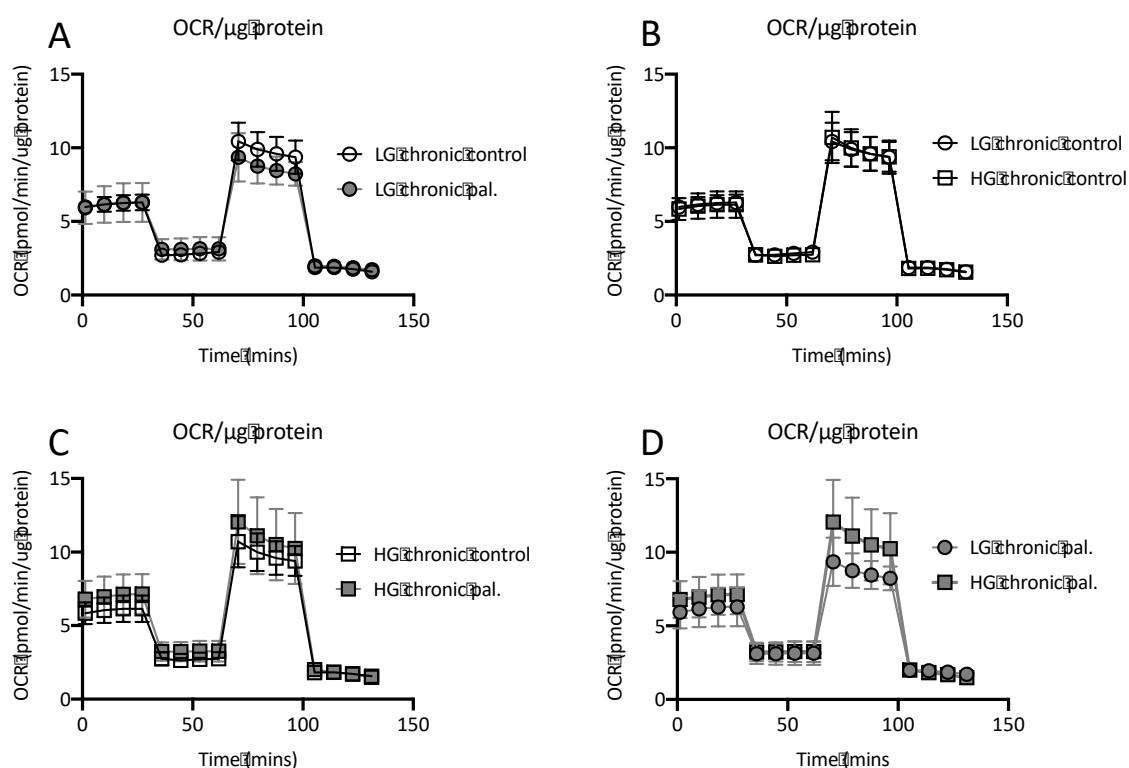 A
OCR/μg protein
OCR (pmol/min/ug protein)
15
10
5
0
0 50 100 150
Time (mins)
LG chronic control
LG chronic pal.
B
OCR/μg protein
OCR (pmol/min/ug protein)
15
10
5
0
0 50 100 150
Time (mins)
LG chronic control
HG chronic control
C
OCR/μg protein
OCR (pmol/min/ug protein)
15
10
5
0
0 50 100 150
Time (mins)
HG chronic control
HG chronic pal.
D
OCR/μg protein
OCR (pmol/min/ug protein)
15
10
5
0
0 50 100 150
Time (mins
LG chronic pal.
HG chronic pal.